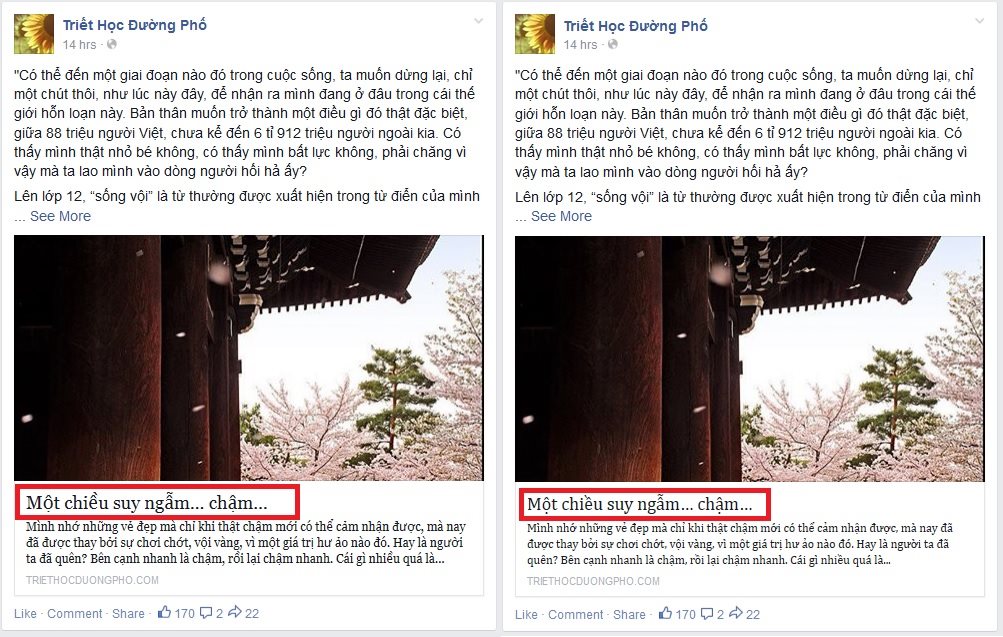 Triết Học Đường Phố
14 hrs ·
"Có thể đến một giai đoạn nào đó trong cuộc sống, ta muốn dừng lại, chỉ
một chút thôi, như lúc này đây, để nhận ra mình đang ở đâu trong cái thế
giới hỗn loạn này. Bản thân muốn trở thành một điều gì đó thật đặc biệt,
giữa 88 triệu người Việt, chưa kể đến 6 tỉ 912 triệu người ngoài kia. Có
thấy mình thật nhỏ bé không, có thấy mình bất lực không, phải chăng vì
vậy mà ta lao mình vào dòng người hối hả ấy?
Lên lớp 12, “sống vội” là từ thường được xuất hiện trong từ điển của mình
... See More
Một chiều suy ngẫm... chậm...
Mình nhớ những vẻ đẹp mà chỉ khi thật chậm mới có thể cảm nhận được, mà nay
đã được thay bởi sự chơi chớt, vội vàng, vì một giá trị hư ảo nào đó. Hay là người
ta đã quên? Bên cạnh nhanh là chậm, rồi lại chậm nhanh. Cái gì nhiều quá là...
TRIETHOCDUONGPHO.COM
Like · Comment · Share · 170 2 22
Triết Học Đường Phố
14 hrs ·
"Có thể đến một giai đoạn nào đó trong cuộc sống, ta muốn dừng lại, chỉ
một chút thôi, như lúc này đây, để nhận ra mình đang ở đâu trong cái thế
giới hỗn loạn này. Bản thân muốn trở thành một điều gì đó thật đặc biệt,
giữa 88 triệu người Việt, chưa kể đến 6 tỉ 912 triệu người ngoài kia. Có
thấy mình thật nhỏ bé không, có thấy mình bất lực không, phải chăng vì
vậy mà ta lao mình vào dòng người hối hả ấy?
Lên lớp 12, “sống vội” là từ thường được xuất hiện trong từ điển của mình
... See More
Một chiều suy ngẫm... chậm...
Mình nhớ những vẻ đẹp mà chỉ khi thật chậm mới có thể cảm nhận được, mà nay đã
được thay bởi sự chơi chớt, vội vàng, vì một giá trị hư ảo nào đó. Hay là người ta đã
quên? Bên cạnh nhanh là chậm, rồi lại chậm nhanh. Cái gì nhiều quá là...
TRIETHOCDUONGPHO.COM
Like · Comment · Share · 170 2 22